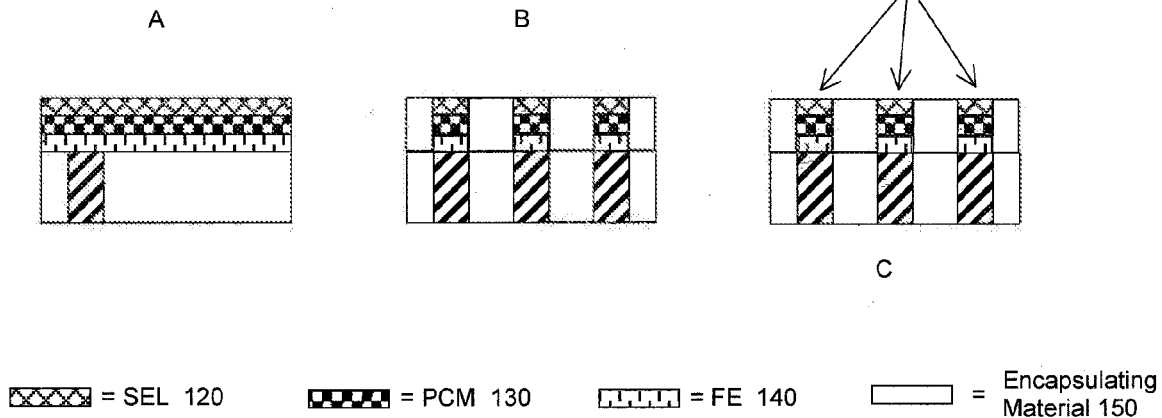 A
B
C
= SEL 120
= PCM 130
= FE 140
= Encapsulating
Material 150